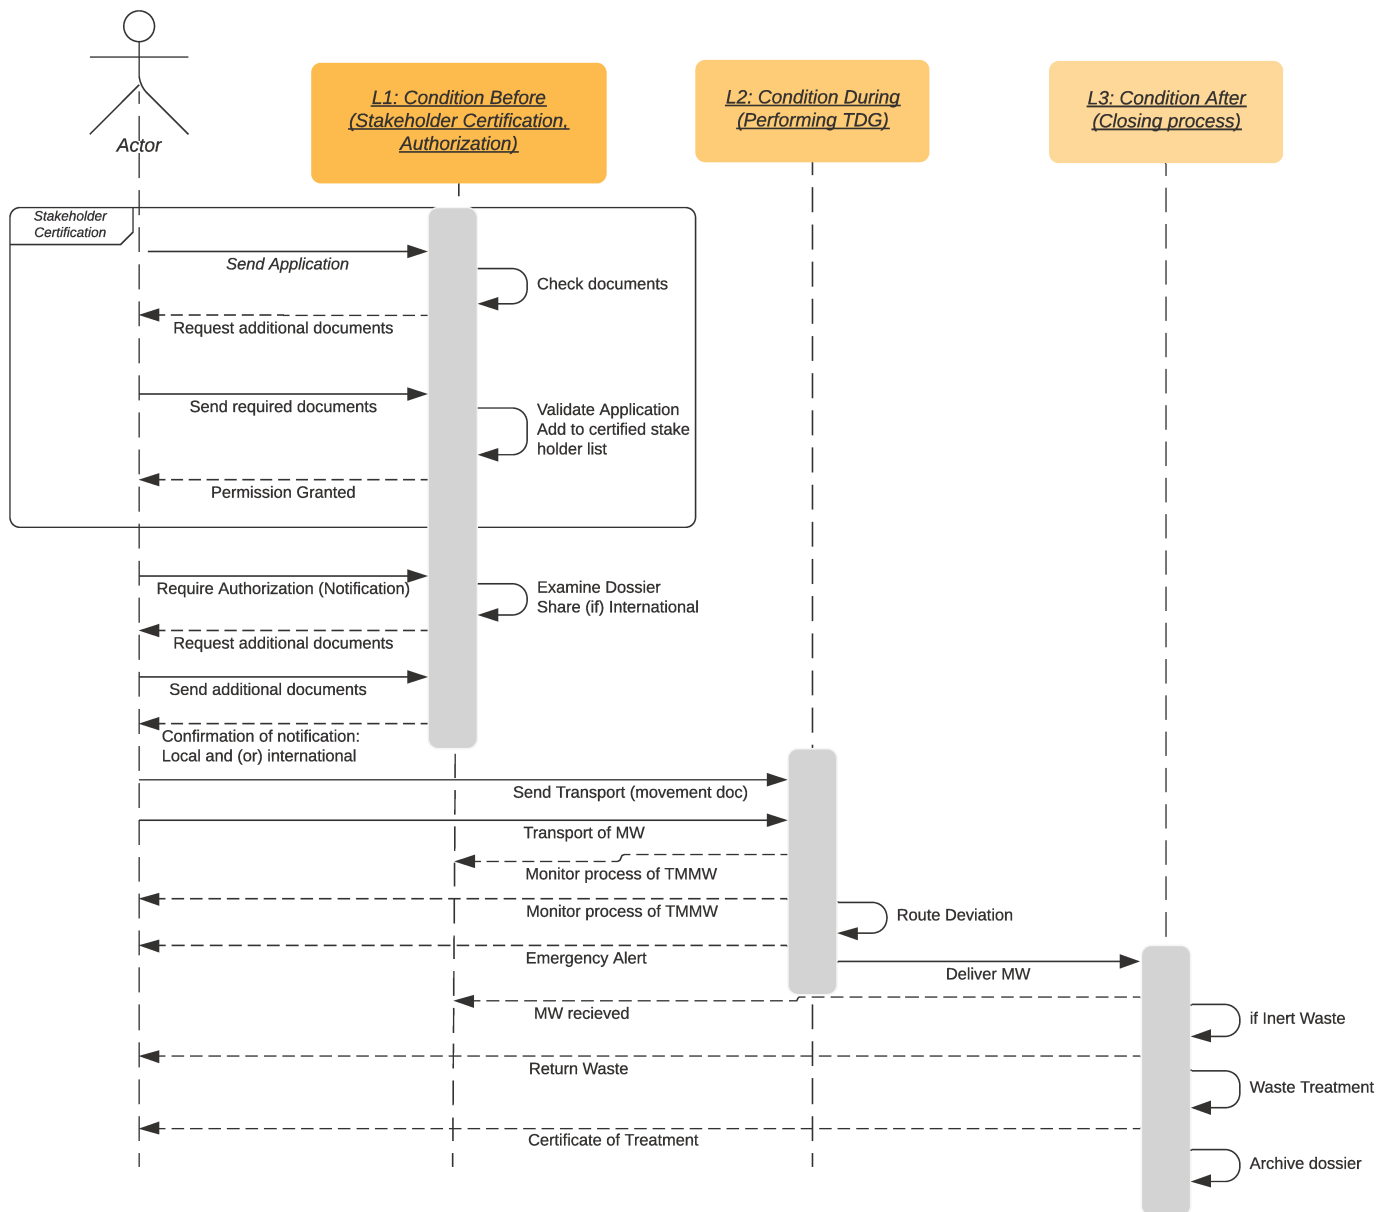 Actor
L1: Condition Before
(Stakeholder Certification,
Authorization)
L2: Condition During
(Performing TDG)
L3: Condition After
(Closing process)
Stakeholder
Certification
Send Application
Check documents
Request additional documents
Send required documents
Validate Application
Add to certified stake
holder list
Permission Granted
Require Authorization (Notification)
Examine Dossier
Share (if) International
Request additional documents
Send additional documents
Confirmation of notification:
Local and (or) international
Send Transport (movement doc)
Transport of MW
Monitor process of TMMW
Monitor process of TMMW
Route Deviation
Emergency Alert
Deliver MW
MW recieved
if Inert Waste
Return Waste
Waste Treatment
Certificate of Treatment
Archive dossier